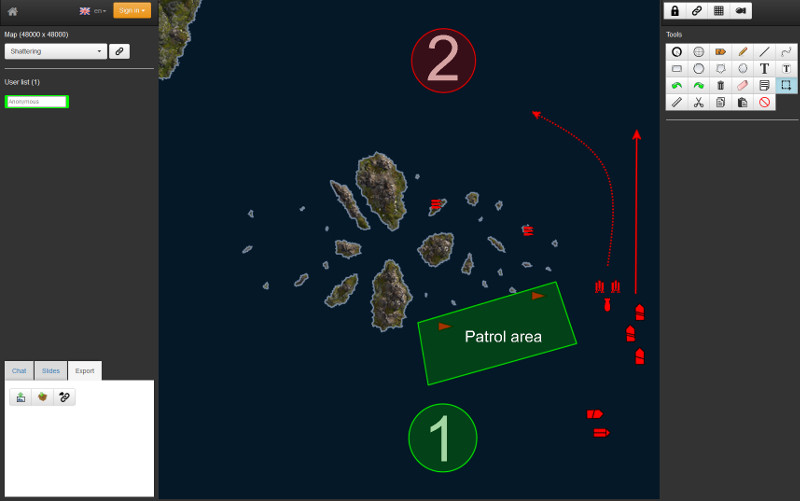 en
Sign in
Map (48000 x 48000)
Shattering
User list (1)
Anonymous
Chat
Slides
Export
2
Patrol area
1
Tools
T
T